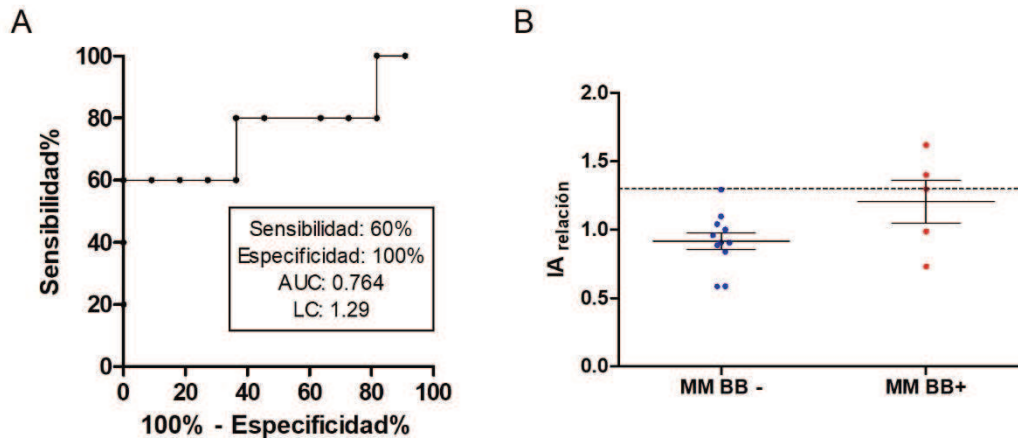 A
Sensibilidad%
100
80
60
40
20
0
0 20 40 60 80 100
100% - Especificidad%
Sensibilidad: 60%
Especificidad: 100%
AUC: 0.764
LC: 1.29
B
IA relación
2.0
1.5
1.0
0.5
0.0
MM BB - MM BB+